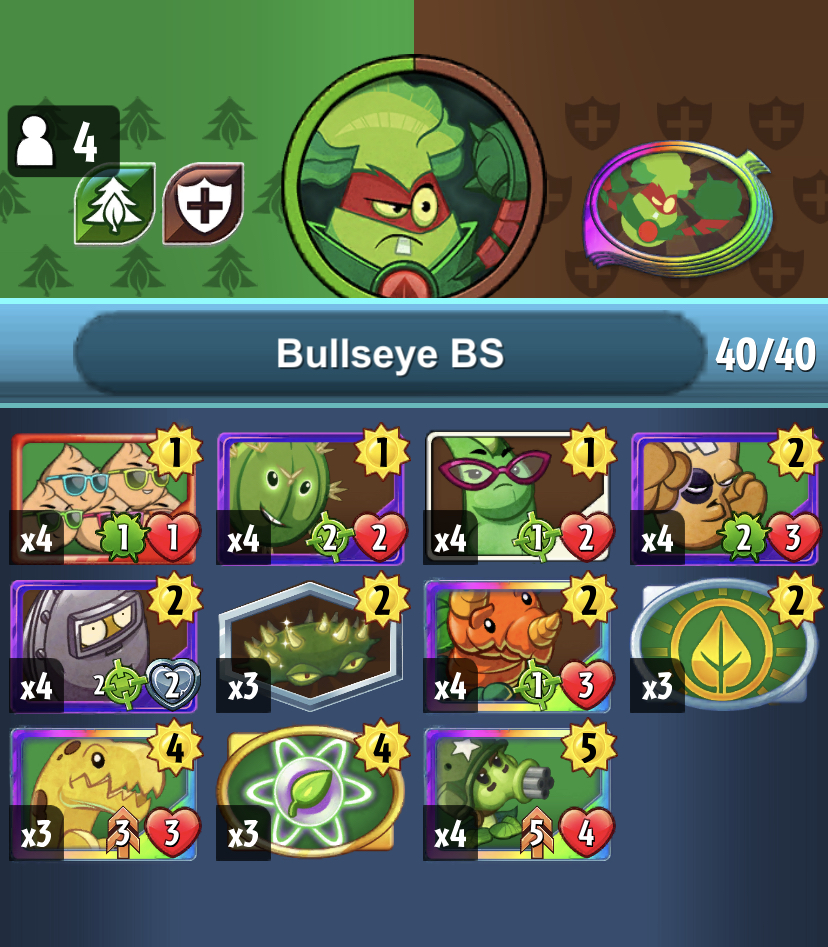 4
Bullseye BS 40/40
1 1 1 2
x4 1 1 x4 2 2 x4 1 2 x4 2 3
2 2 2 2
x4 2 2 x3 x4 1 3 x3
4 4 5
x3 3 3 x3 x4 5 4